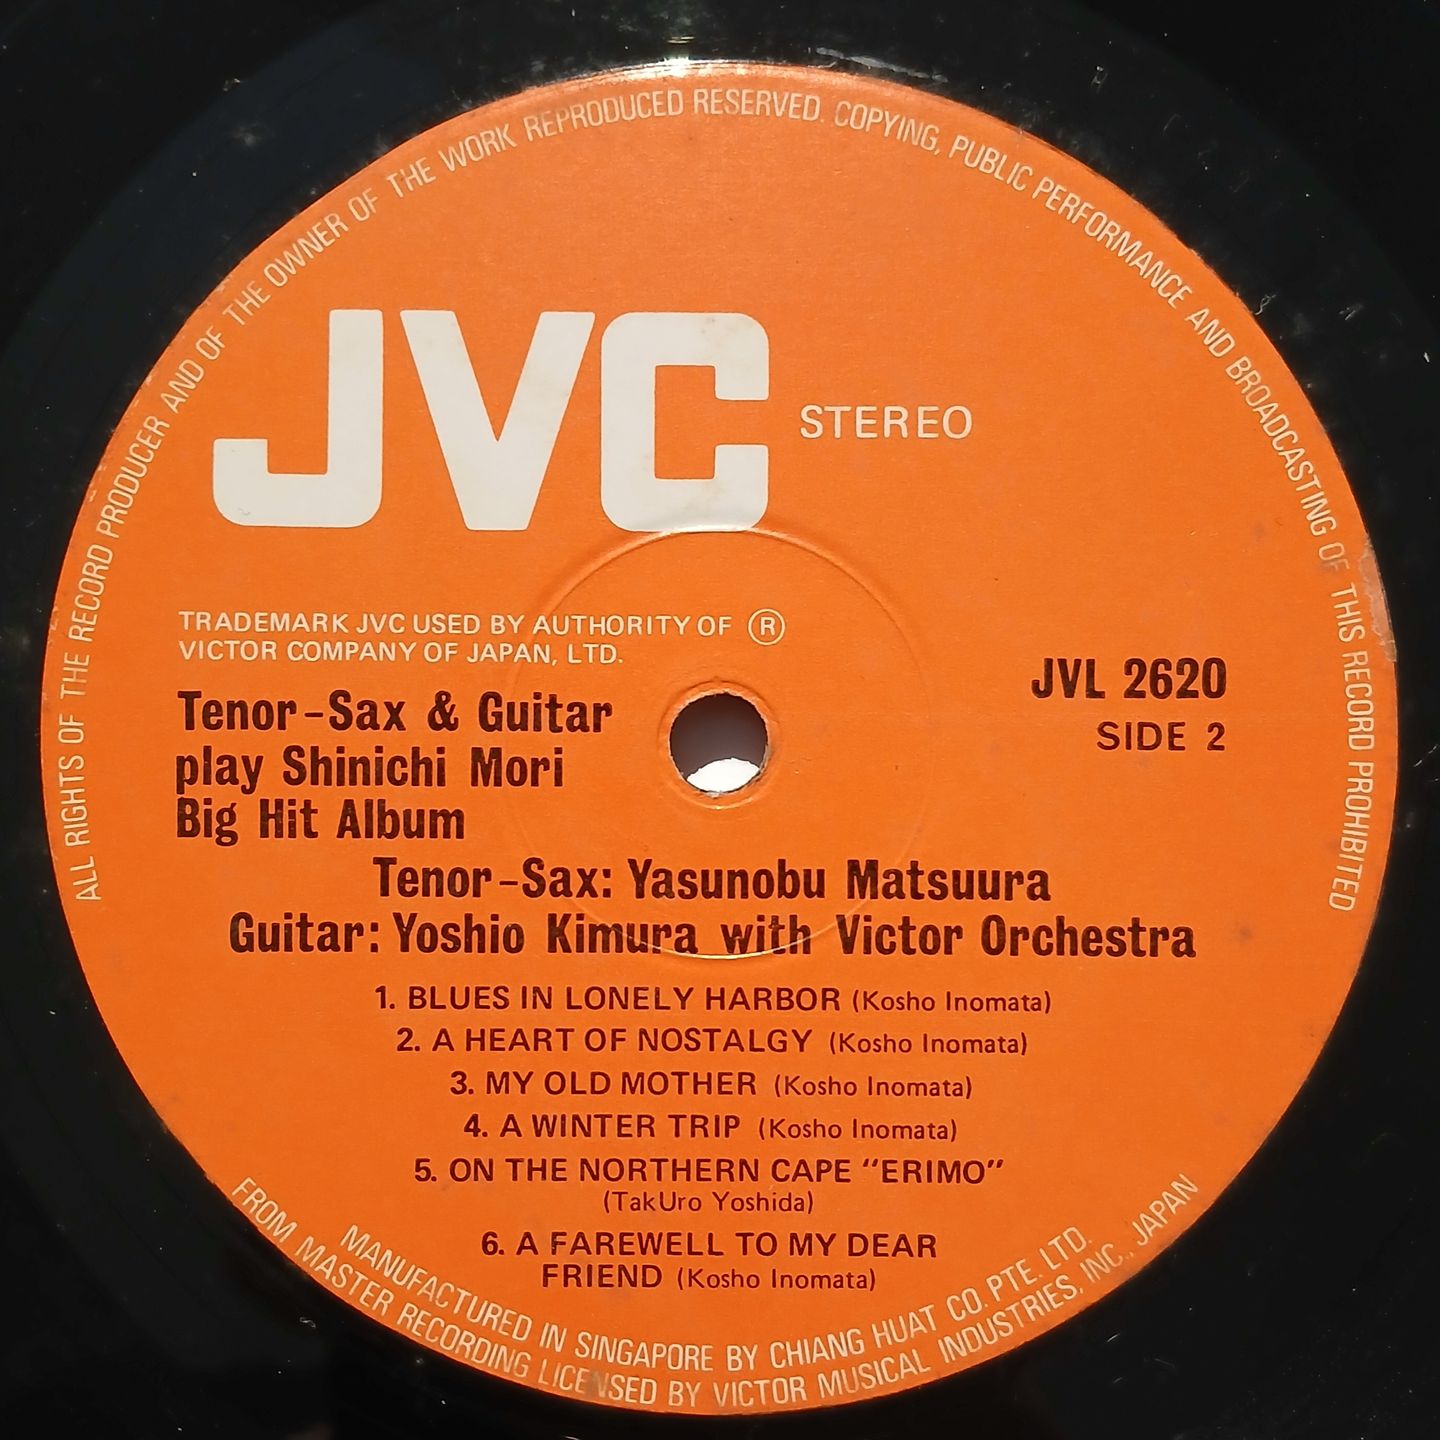 ALL RIGHTS OF THE RECORD PRODUCER AND OF THE OWNER OF THE WORK REPRODUCED RESERVED. COPYING, PUBLIC PERFORMANCE AND BROADCASTING OF THIS RECORD PROHIBITED
JVC STEREO
TRADEMARK JVC USED BY AUTHORITY OF ®
VICTOR COMPANY OF JAPAN, LTD.
JVL 2620
SIDE 2
Tenor-Sax & Guitar
play Shinichi Mori
Big Hit Album
Tenor-Sax: Yasunobu Matsuura
Guitar: Yoshio Kimura with Victor Orchestra
1. BLUES IN LONELY HARBOR (Kosho Inomata)
2. A HEART OF NOSTALGY (Kosho Inomata)
3. MY OLD MOTHER (Kosho Inomata)
4. A WINTER TRIP (Kosho Inomata)
5. ON THE NORTHERN CAPE "ERIMO"
(TakUro Yoshida)
6. A FAREWELL TO MY DEAR
FRIEND (Kosho Inomata)
MANUFACTURED IN SINGAPORE BY CHIANG HUAT CO. PTE. LTD.
FROM MASTER RECORDING LICENSED BY VICTOR MUSICAL INDUSTRIES, INC., JAPAN